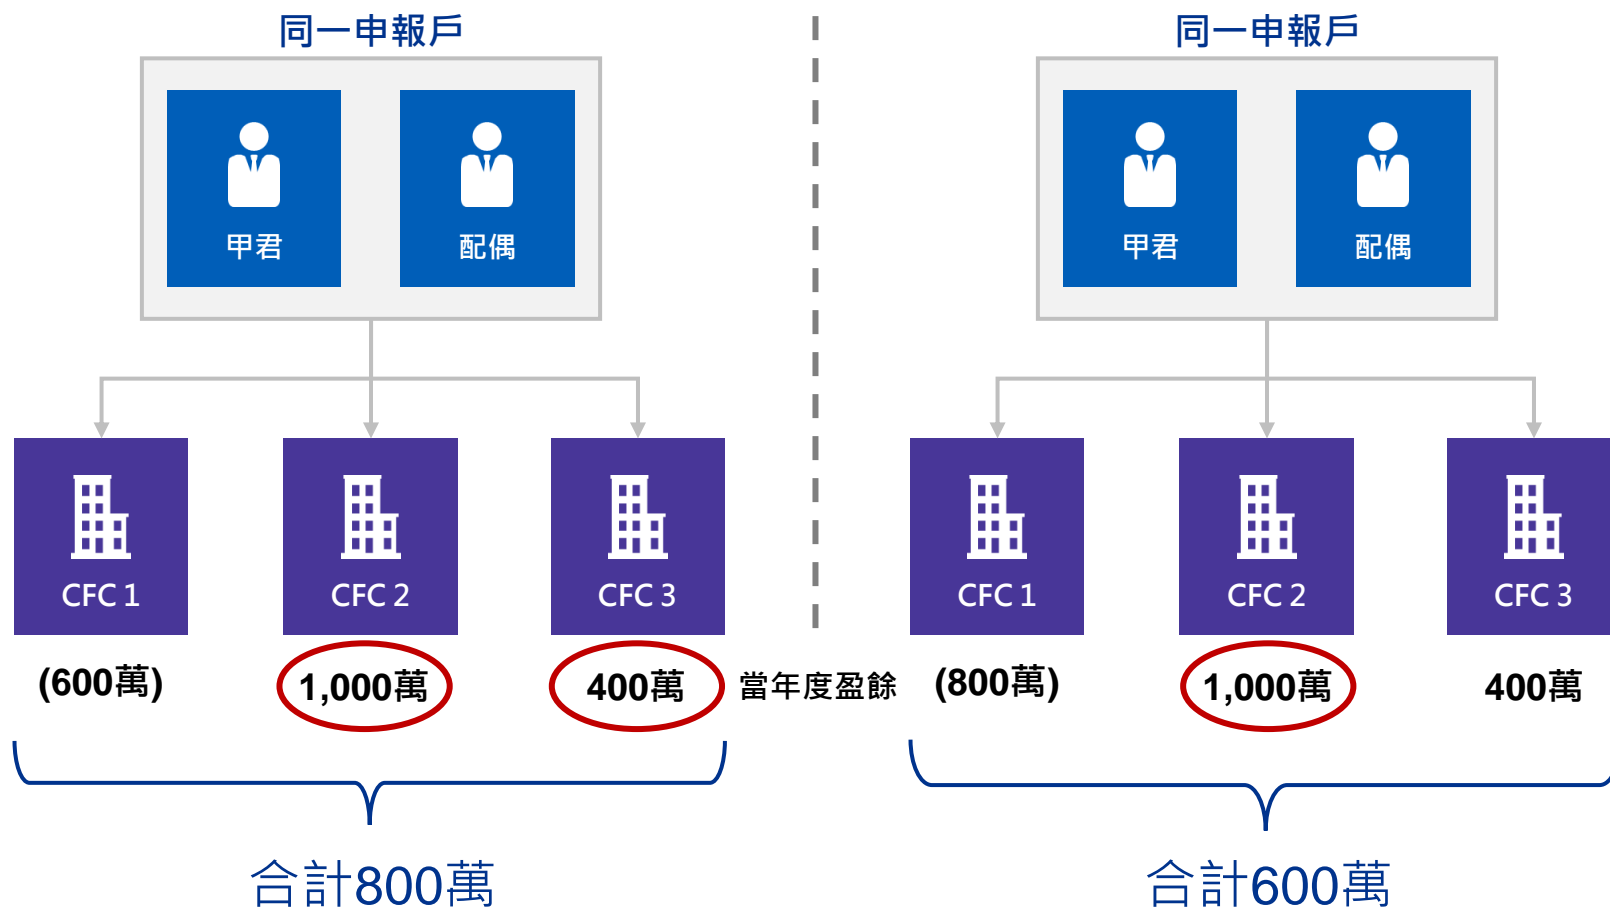 同一申報戶
甲君
配偶
CFC 1
CFC 2
CFC 3
(600萬)
1,000萬
400萬
當年度盈餘
合計800萬
同一申報戶
甲君
配偶
CFC 1
CFC 2
CFC 3
(800萬)
1,000萬
400萬
合計600萬